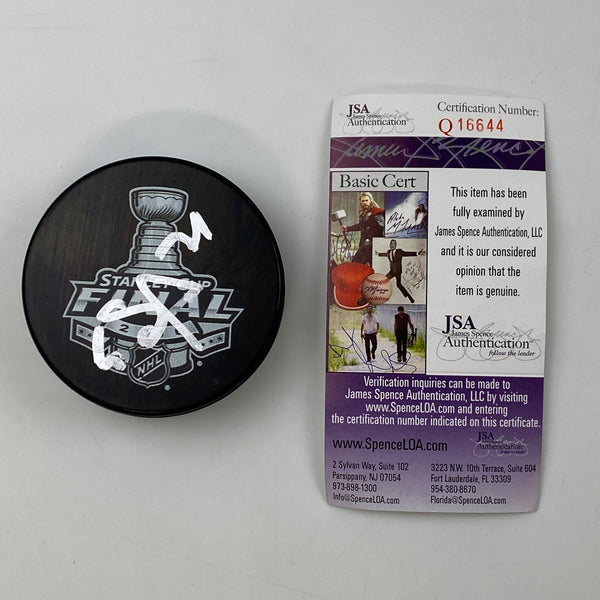 STANLEY CUP
FINAL
2
NHL
JSA
James Spence
Authentication
Certification Number:
Q 16644
Basic Cert
This item has been
fully examined by
James Spence Authentication, LLC
and it is our considered
opinion that the
item is genuine.
JSA
James Spence
Authentication
follow the leader
Verification inquiries can be made to
James Spence Authentication, LLC by visiting
www.SpenceLOA.com and entering
the certification number indicated on this certificate.
www.SpenceLOA.com
JSA
Authentication
2 Sylvan Way, Suite 102
Parsippany, NJ 07054
973-898-1300
Info@SpenceLOA.com
3223 N.W. 10th Terrace, Suite 604
Fort Lauderdale, FL 33309
954-380-8670
Florida@SpenceLOA.com